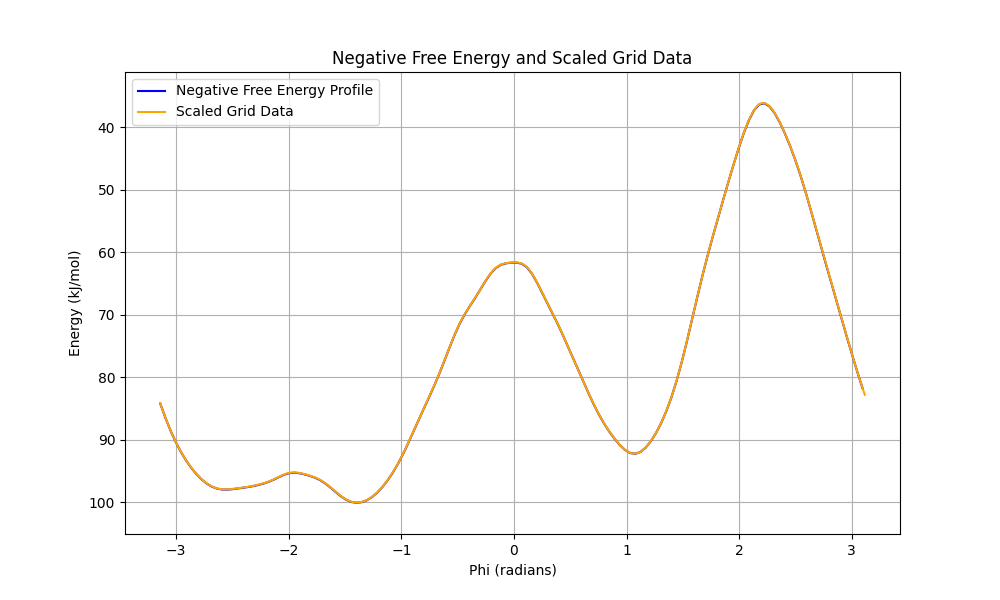 Negative Free Energy and Scaled Grid Data
Negative Free Energy Profile
Scaled Grid Data
Energy (kJ/mol)
40
50
60
70
80
90
100
−3
−2
−1
0
1
2
3
Phi (radians)